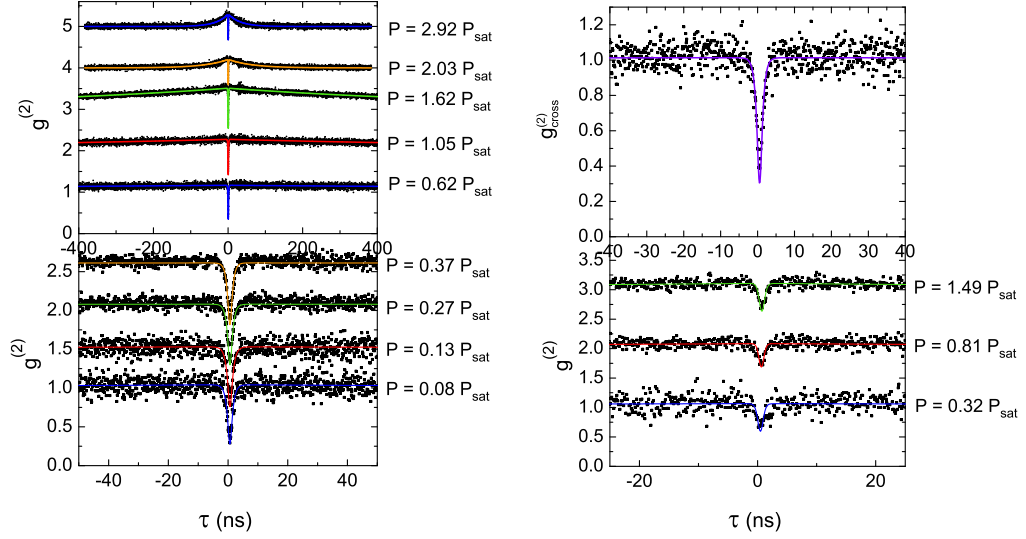 5
4
3
2
1
0
g(2)
P = 2.92 Psat
P = 2.03 Psat
P = 1.62 Psat
P = 1.05 Psat
P = 0.62 Psat
-400 -200 0 200 400
2.5
2.0
1.5
1.0
0.5
0.0
g(2)
P = 0.37 Psat
P = 0.27 Psat
P = 0.13 Psat
P = 0.08 Psat
-40 -20 0 20 40
τ (ns)
1.2
1.0
0.8
0.6
0.4
0.2
0.0
g(2)cross
-40 -30 -20 -10 0 10 20 30 40
3.5
3.0
2.5
2.0
1.5
1.0
0.5
0.0
g(2)
P = 1.49 Psat
P = 0.81 Psat
P = 0.32 Psat
-20 0 20
τ (ns)